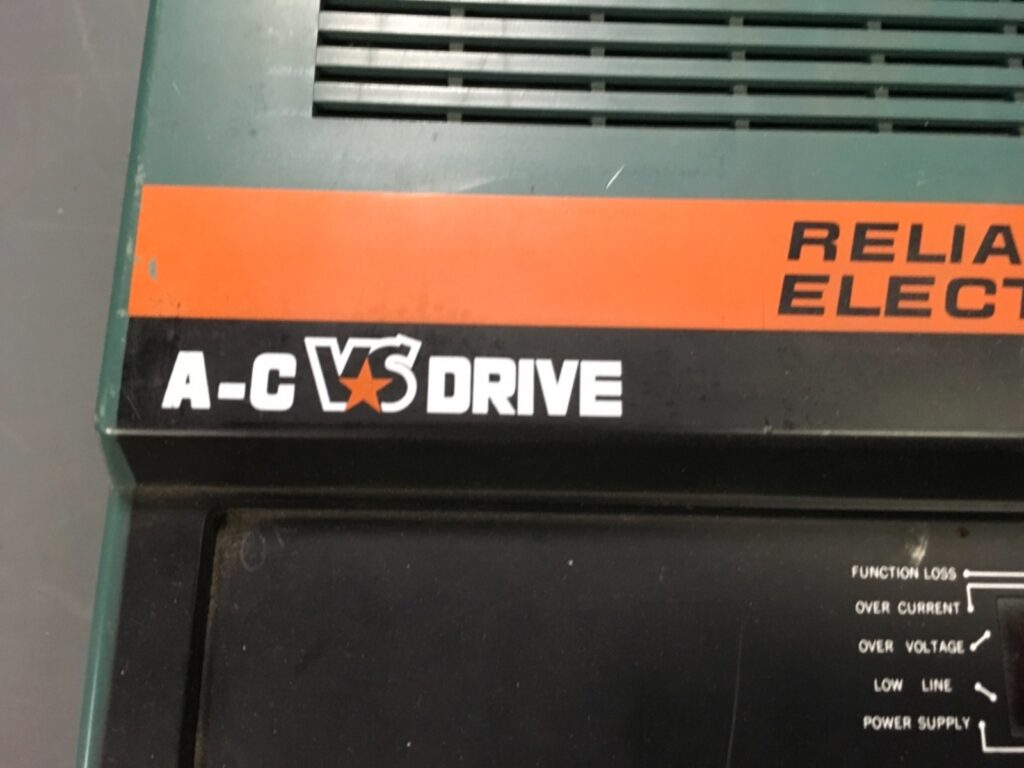 RELIA
ELECT
A-C VS DRIVE
FUNCTION LOSS
OVER CURRENT
OVER VOLTAGE
LOW LINE
POWER SUPPLY